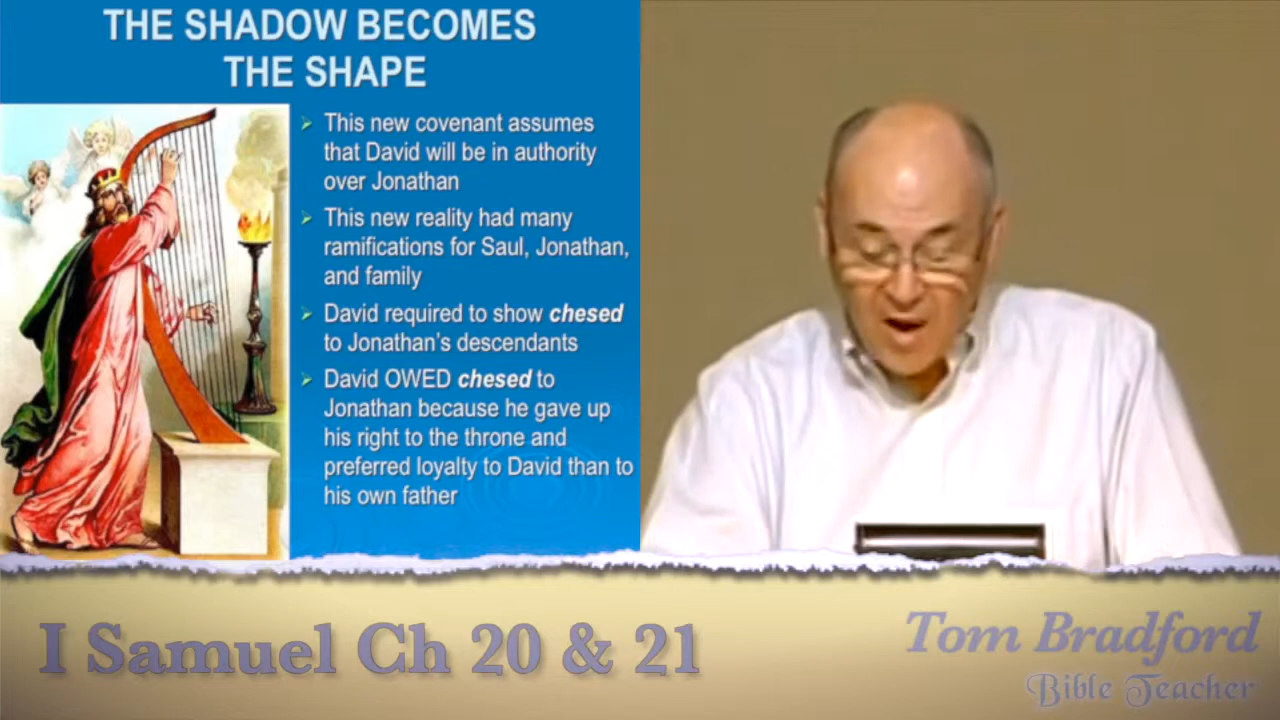 THE SHADOW BECOMES
THE SHAPE
This new covenant assumes
that David will be in authority
over Jonathan
This new reality had many
ramifications for Saul, Jonathan,
and family
David required to show chesed
to Jonathan's descendants
David OWED chesed to
Jonathan because he gave up
his right to the throne and
preferred loyalty to David than to
his own father
I Samuel Ch 20 & 21
Tom Bradford
Bible Teacher